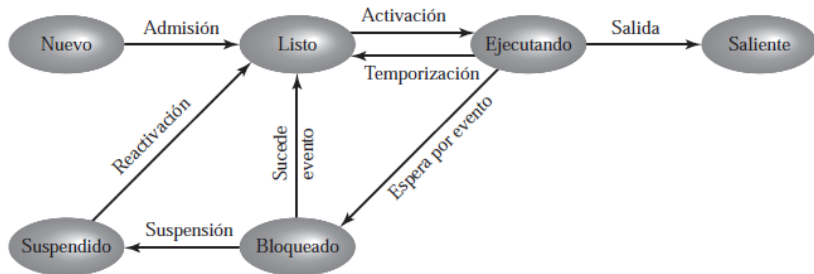 Nuevo
Admisión
Listo
Activación
Temporización
Ejecutando
Salida
Saliente
Reactivación
Sucede
evento
Espera por evento
Suspendido
Suspensión
Bloqueado